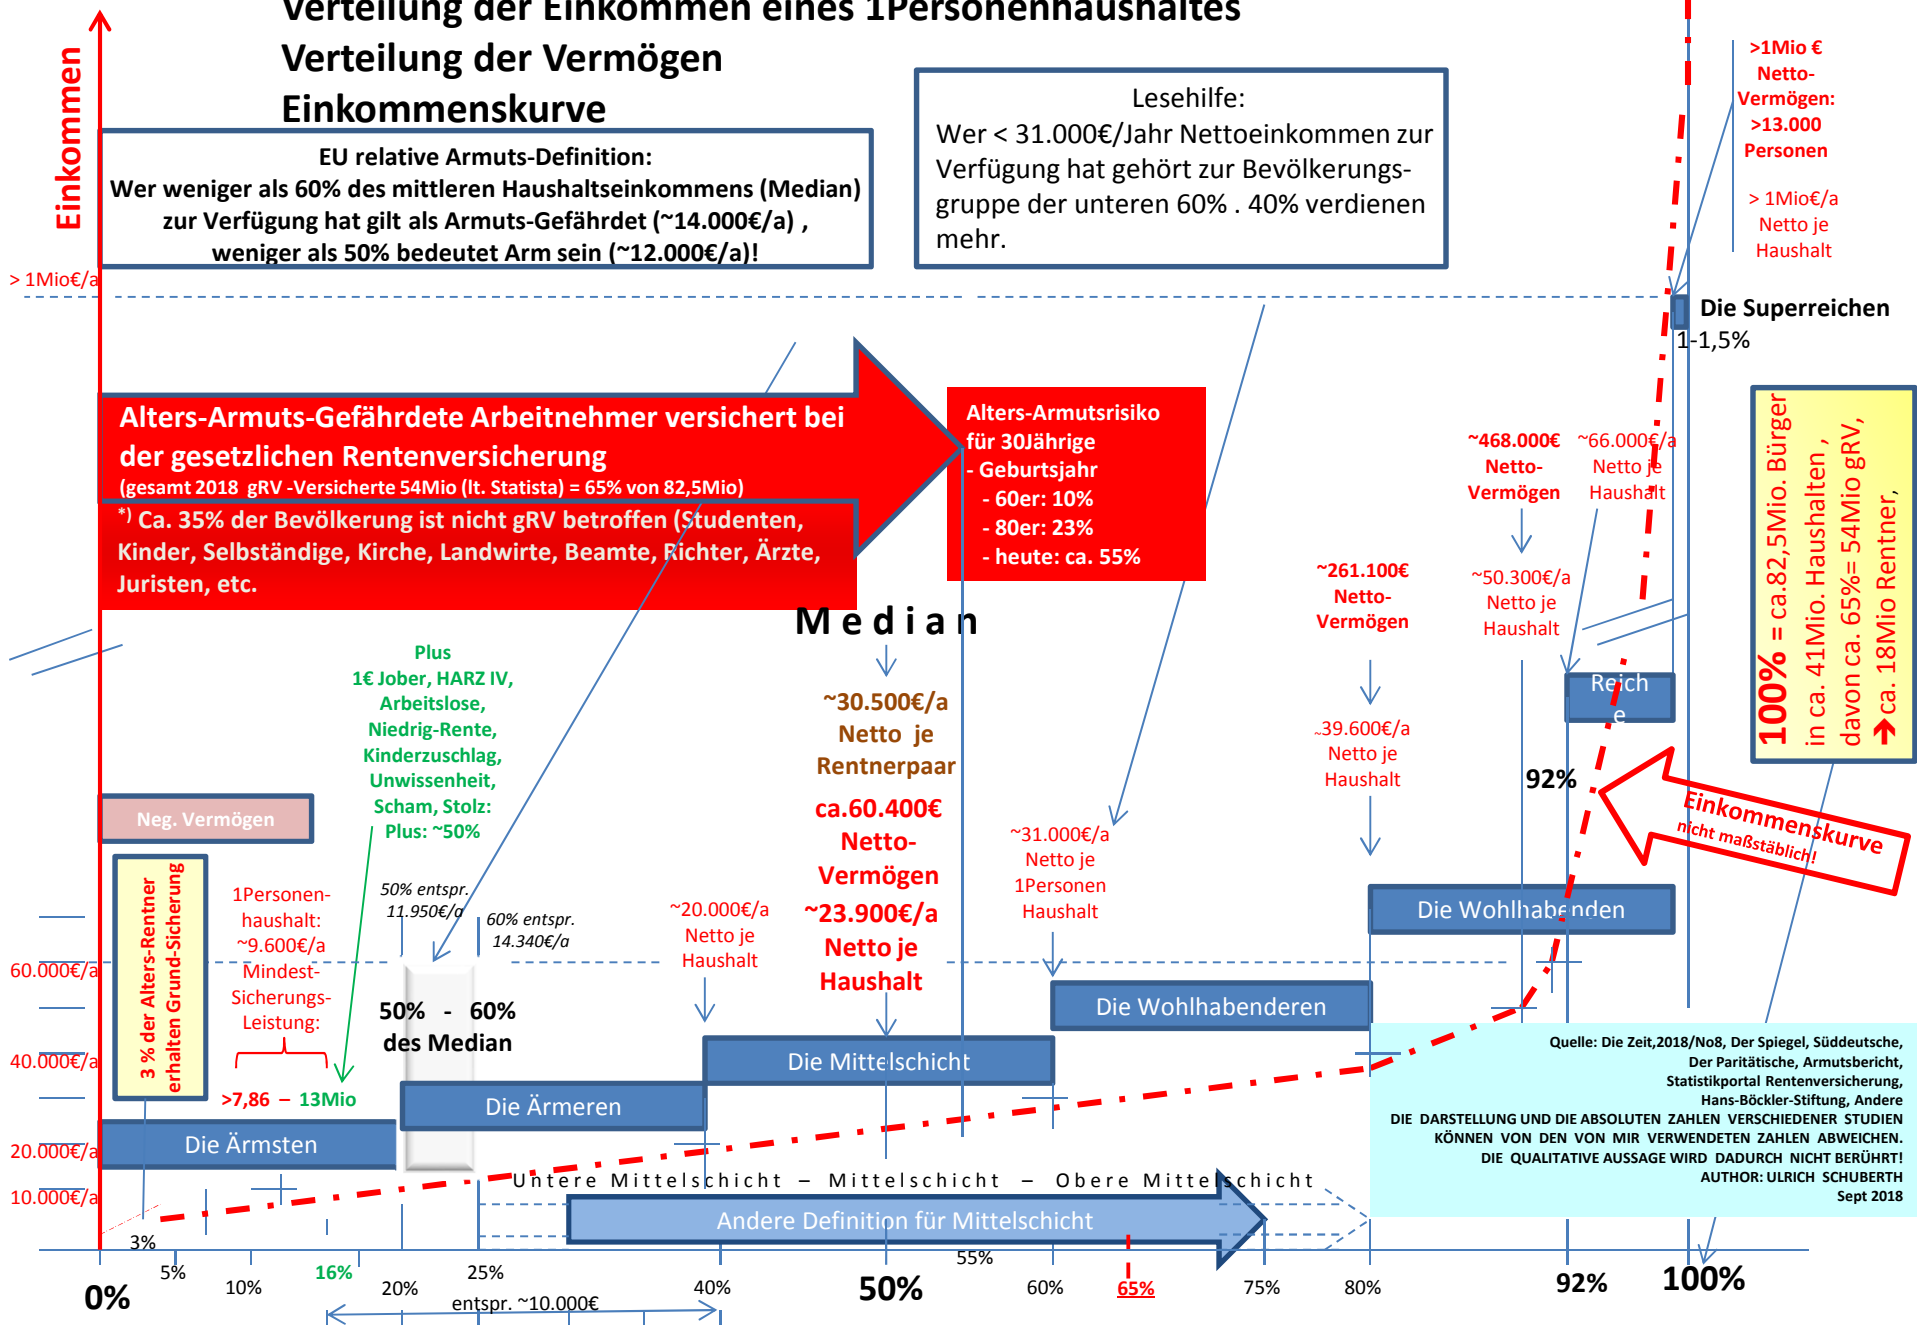 Verteilung der Einkommen eines 1Personenhaushaltes
Verteilung der Vermögen
Einkommenskurve
Einkommen
EU relative Armuts-Definition:
Wer weniger als 60% des mittleren Haushaltseinkommens (Median)
zur Verfügung hat gilt als Armuts-Gefährdet (~14.000€/a) ,
weniger als 50% bedeutet Arm sein (~12.000€/a)!
Lesehilfe:
Wer < 31.000€/Jahr Nettoeinkommen zur
Verfügung hat gehört zur Bevölkerungs-
gruppe der unteren 60% . 40% verdienen
mehr.
>1Mio €
Netto-
Vermögen:
>13.000
Personen
> 1Mio€/a
Netto je
Haushalt
> 1Mio€/a
Die Superreichen
1-1,5%
Alters-Armuts-Gefährdete Arbeitnehmer versichert bei
der gesetzlichen Rentenversicherung
(gesamt 2018 gRV -Versicherte 54Mio (lt. Statista) = 65% von 82,5Mio)
*) Ca. 35% der Bevölkerung ist nicht gRV betroffen (Studenten,
Kinder, Selbständige, Kirche, Landwirte, Beamte, Richter, Ärzte,
Juristen, etc.
Alters-Armutsrisiko
für 30Jährige
- Geburtsjahr
- 60er: 10%
- 80er: 23%
- heute: ca. 55%
~468.000€
Netto-
Vermögen
~66.000€/a
Netto je
Haushalt
~50.300€/a
Netto je
Haushalt
~261.100€
Netto-
Vermögen
~39.600€/a
Netto je
Haushalt
100% = ca.82,5Mio. Bürger
in ca. 41Mio. Haushalten ,
davon ca. 65%= 54Mio gRV,
➔ca. 18Mio Rentner,
Median
~30.500€/a
Netto je
Rentnerpaar
ca.60.400€
Netto-
Vermögen
~23.900€/a
Netto je
Haushalt
Plus
1€ Jober, HARZ IV,
Arbeitslose,
Niedrig-Rente,
Kinderzuschlag,
Unwissenheit,
Scham, Stolz:
Plus: ~50%
Reich
e
92%
Einkommenskurve
nicht maßstäblich!
Neg. Vermögen
3 % der Alters-Rentner
erhalten Grund-Sicherung
1Personen-
haushalt:
~9.600€/a
Mindest-
Sicherungs-
Leistung:
>7,86 – 13Mio
50% entspr.
11.950€/a
60% entspr.
14.340€/a
50% - 60%
des Median
~20.000€/a
Netto je
Haushalt
~31.000€/a
Netto je
1Personen
Haushalt
Die Wohlhabenden
Die Wohlhabenderen
Die Mittelschicht
Die Ärmeren
Die Ärmsten
60.000€/a
40.000€/a
20.000€/a
10.000€/a
Quelle: Die Zeit,2018/No8, Der Spiegel, Süddeutsche,
Der Paritätische, Armutsbericht,
Statistikportal Rentenversicherung,
Hans-Böckler-Stiftung, Andere
DIE DARSTELLUNG UND DIE ABSOLUTEN ZAHLEN VERSCHIEDENER STUDIEN
KÖNNEN VON DEN VON MIR VERWENDETEN ZAHLEN ABWEICHEN.
DIE QUALITATIVE AUSSAGE WIRD DADURCH NICHT BERÜHRT!
AUTHOR: ULRICH SCHUBERTH
Sept 2018
Untere Mittelschicht – Mittelschicht – Obere Mittelschicht
Andere Definition für Mittelschicht
3%
0%
5%
10%
16%
20%
25%
40%
50%
55%
60%
65%
75%
80%
92%
100%
entspr. ~10.000€